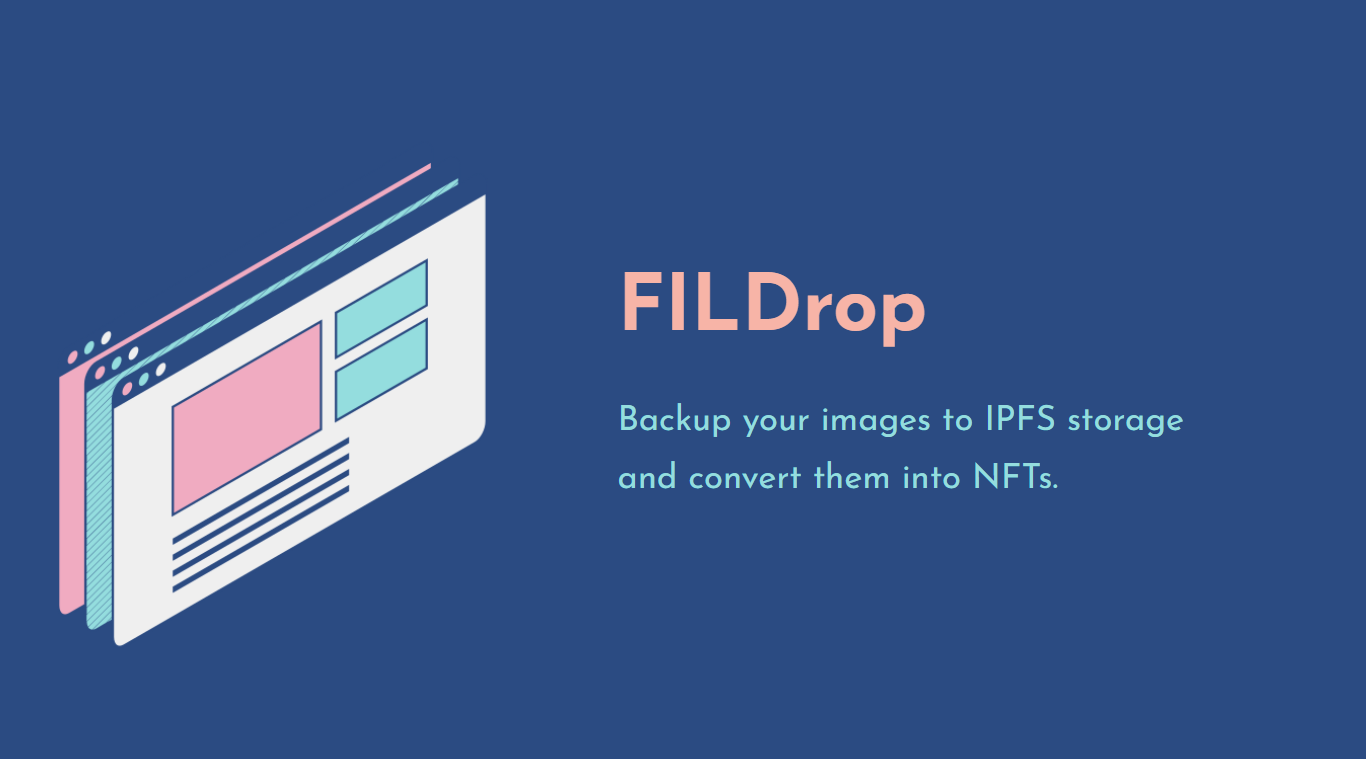 FILDrop
Backup your images to IPFS storage
and convert them into NFTs.